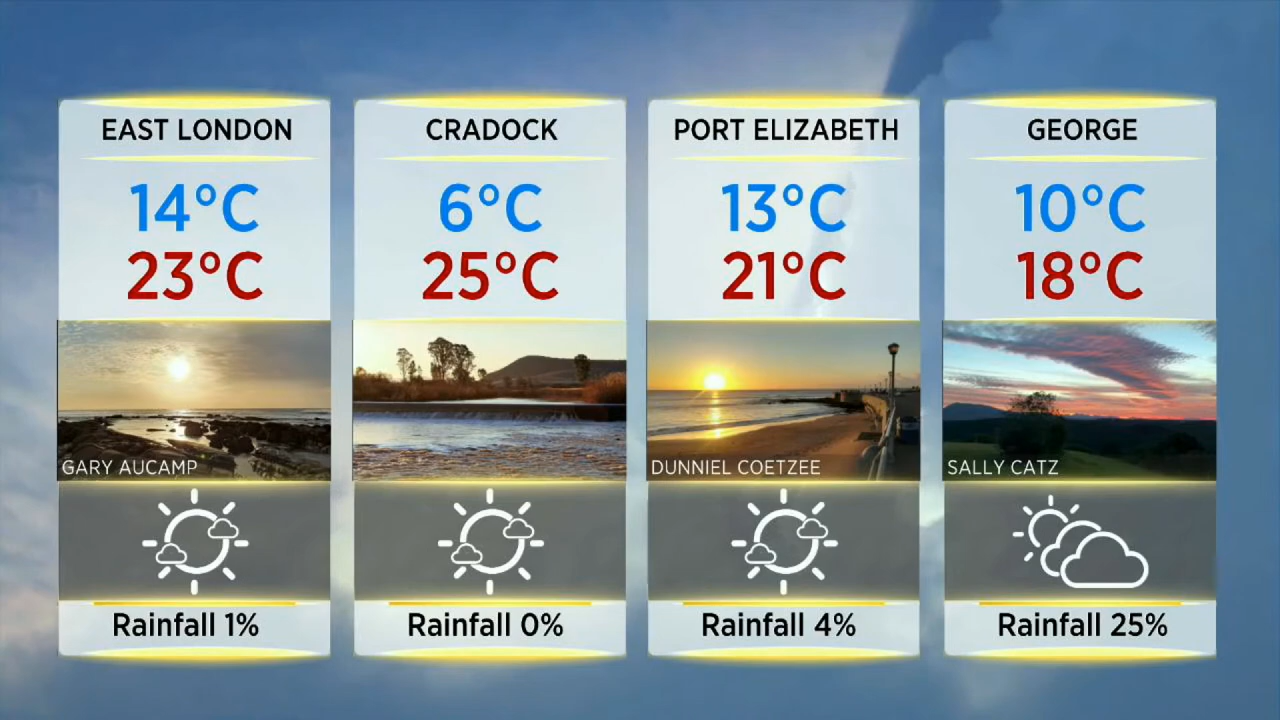 EAST LONDON
14°C
23°C
GARY AUCAMP
Rainfall 1%
CRADOCK
6°C
25°C
Rainfall 0%
PORT ELIZABETH
13°C
21°C
DUNNIEL COETZEE
Rainfall 4%
GEORGE
10°C
18°C
SALLY CATZ
Rainfall 25%